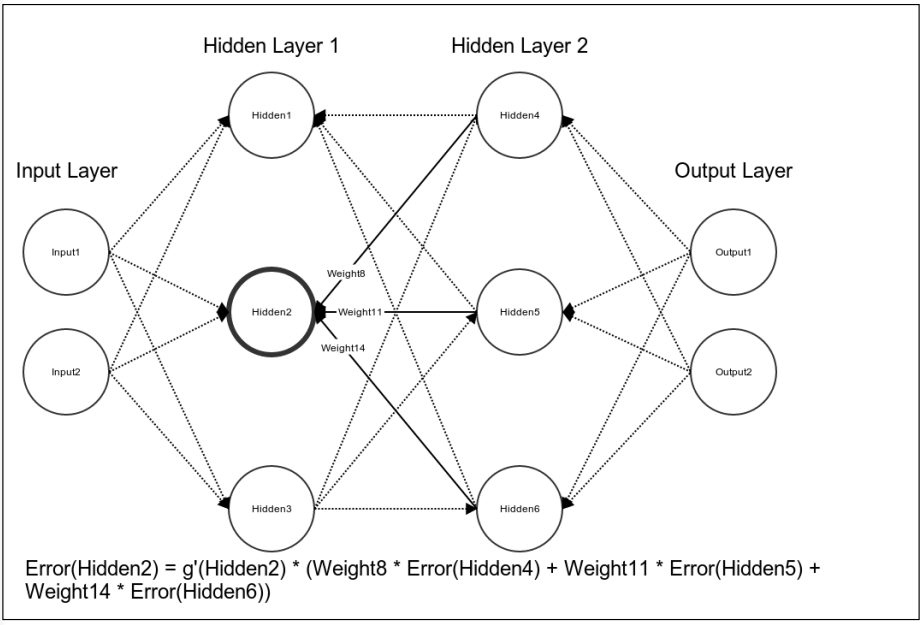 Hidden Layer 1
Hidden Layer 2
Hidden1
Hidden4
Input Layer
Output Layer
Input1
Output1
Weight8
Hidden2
Weight11
Hidden5
Weight14
Input2
Output2
Hidden3
Hidden6
Error(Hidden2) = g'(Hidden2) * (Weight8 * Error(Hidden4) + Weight11 * Error(Hidden5) +
Weight14 * Error(Hidden6))